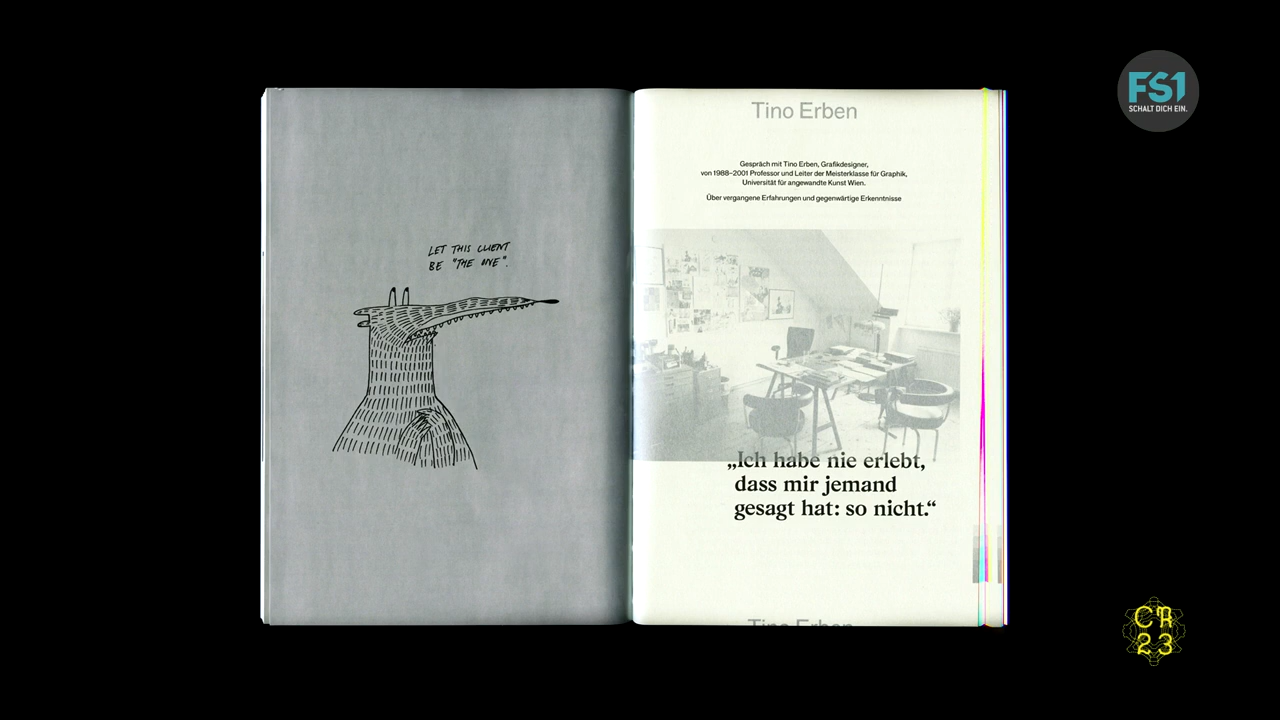 FS1
SCHALT DICH EIN.
LET THIS CLIENT
BE "THE ONE".
Tino Erben
Gespräch mit Tino Erben, Grafikdesigner,
von 1988–2001 Professor und Leiter der Meisterklasse für Graphik,
Universität für angewandte Kunst Wien.
Über vergangene Erfahrungen und gegenwärtige Erkenntnisse
„Ich habe nie erlebt,
dass mir jemand
gesagt hat: so nicht.“
Tino Erben
CR
23